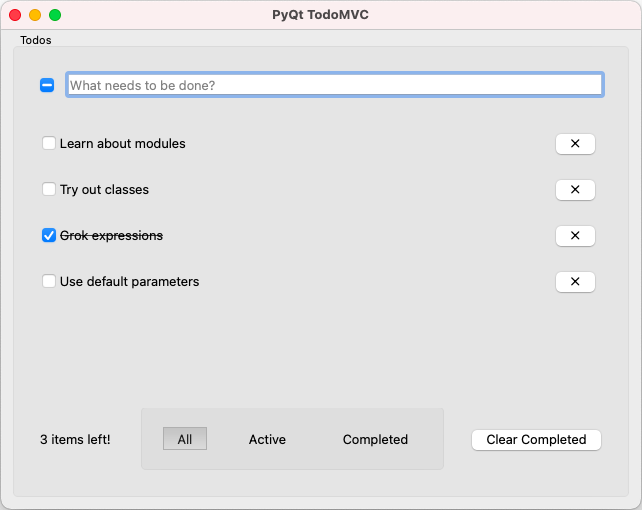 PyQt TodoMVC
Todos
What needs to be done?
Learn about modules ×
Try out classes ×
Grok expressions ×
Use default parameters ×
3 items left! All Active Completed Clear Completed